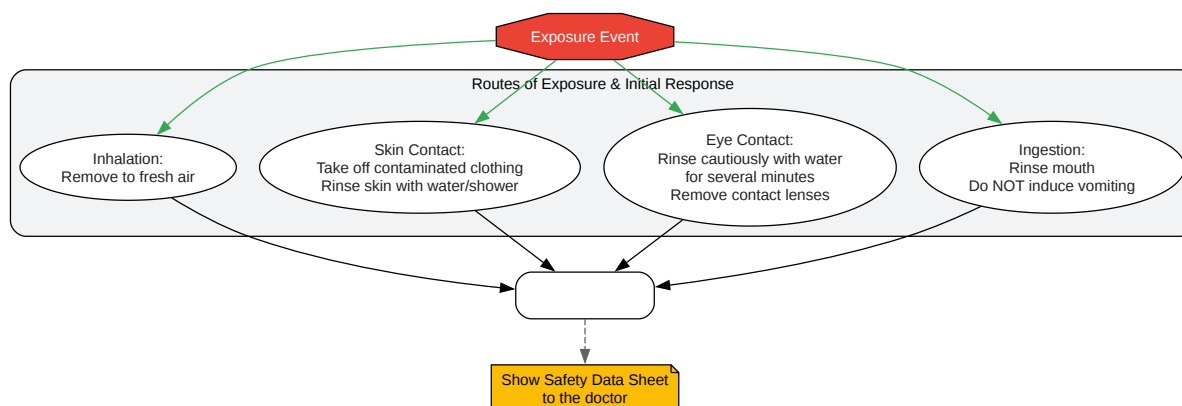 Exposure Event
Routes of Exposure & Initial Response
Inhalation:
Remove to fresh air
Skin Contact:
Take off contaminated clothing
Rinse skin with water/shower
Eye Contact:
Rinse cautiously with water
for several minutes
Remove contact lenses
Ingestion:
Rinse mouth
Do NOT induce vomiting
Show Safety Data Sheet
to the doctor